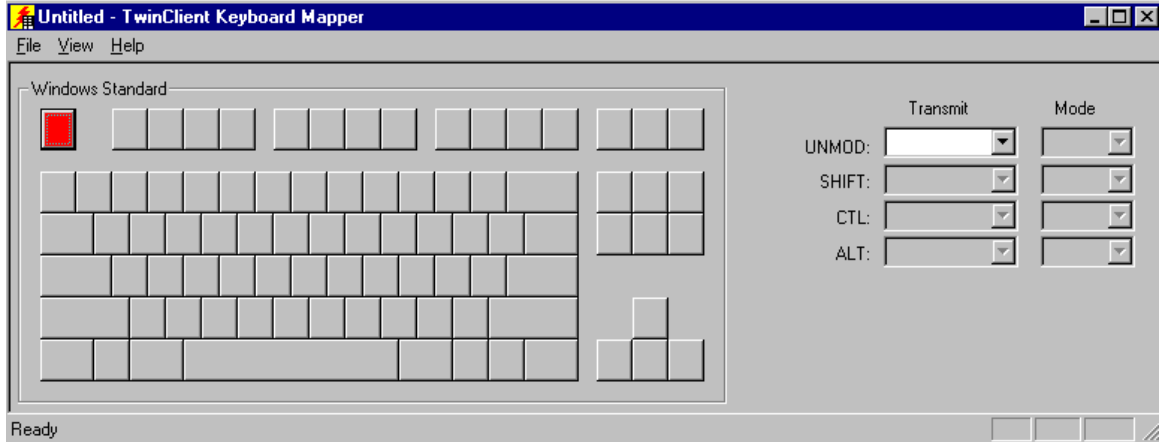 Untitled - TwinClient Keyboard Mapper
File View Help
Windows Standard
Transmit Mode
UNMOD:
SHIFT:
CTL:
ALT:
Ready